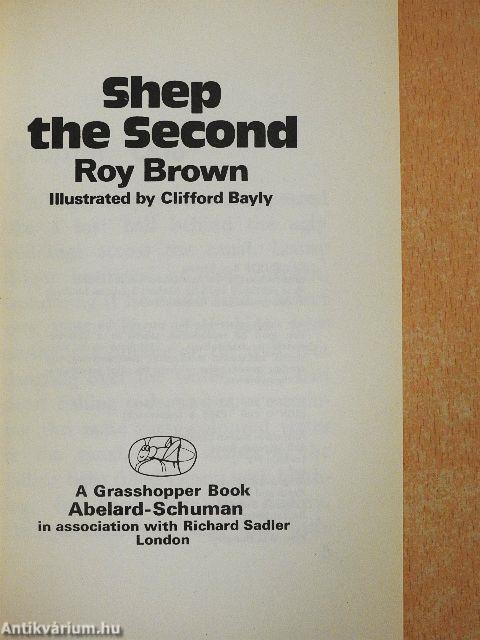 Shep
the Second
Roy Brown
Illustrated by Clifford Bayly
A Grasshopper Book
Abelard-Schuman
in association with Richard Sadler
London
Antikvárium.hu